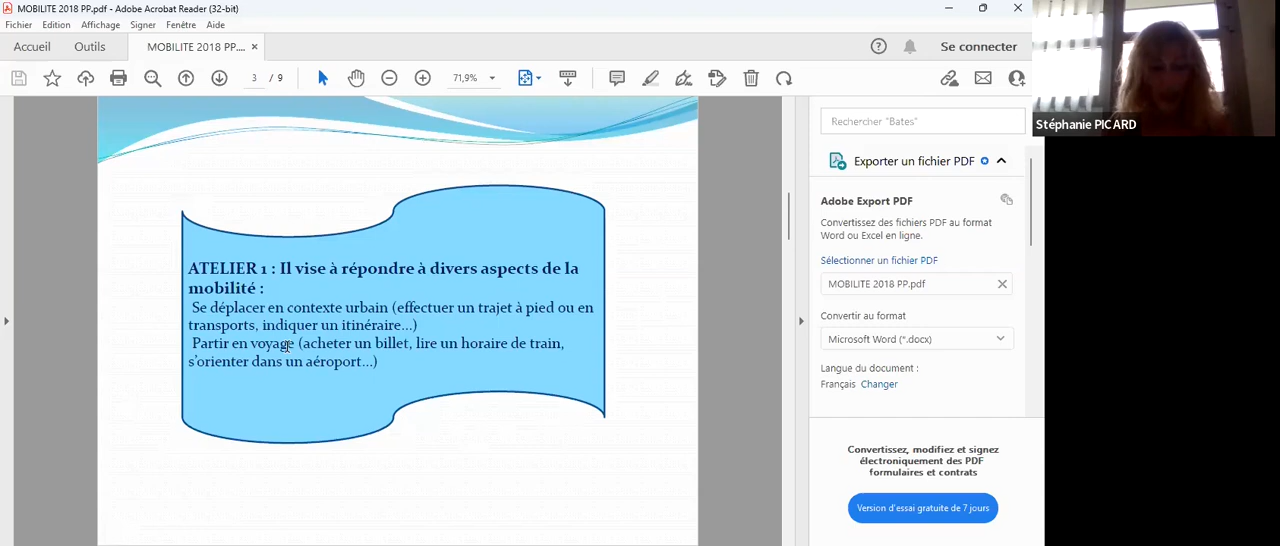 MOBILITE 2018 PP.pdf - Adobe Acrobat Reader (32-bit)
Fichier Edition Affichage Signer Fenêtre Aide
Accueil Outils MOBILITE 2018 PP.... × Se connecter
3 / 9 71,9%
Stéphanie PICARD
Rechercher "Bates"
Exporter un fichier PDF
Adobe Export PDF
Convertissez des fichiers PDF au format
Word ou Excel en ligne.
Sélectionner un fichier PDF
MOBILITE 2018 PP.pdf
Convertir au format
Microsoft Word (*.docx)
Langue du document :
Français Changer
Convertissez, modifiez et signez
électroniquement des PDF
formulaires et contrats
Version d'essai gratuite de 7 jours
ATELIER 1 : Il vise à répondre à divers aspects de la
mobilité :
Se déplacer en contexte urbain (effectuer un trajet à pied ou en
transports, indiquer un itinéraire...)
Partir en voyage (acheter un billet, lire un horaire de train,
s'orienter dans un aéroport...)